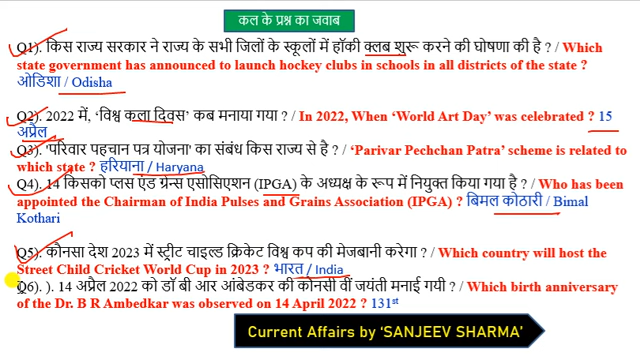 कल के प्रश्न का जवाब
Q1). किस राज्य सरकार ने राज्य के सभी जिलों के स्कूलों में हॉकी क्लब शुरू करने की घोषणा की है ? / Which
state government has announced to launch hockey clubs in schools in all districts of the state ?
ओडिशा / Odisha
Q2). 2022 में, ‘विश्व कला दिवस’ कब मनाया गया ? / In 2022, When ‘World Art Day’ was celebrated ? 15
अप्रैल
Q3). 'परिवार पहचान पत्र योजना' का संबंध किस राज्य से है ? / ‘Parivar Pechchan Patra’ scheme is related to
which state ? हरियाणा / Haryana
Q4). 14 किसको प्लस एंड ग्रेन्स एसोसिएशन (IPGA) के अध्यक्ष के रूप में नियुक्त किया गया है ? / Who has been
appointed the Chairman of India Pulses and Grains Association (IPGA) ? बिमल कोठारी / Bimal
Kothari
Q5). कौनसा देश 2023 में स्ट्रीट चाइल्ड क्रिकेट विश्व कप की मेजबानी करेगा ? / Which country will host the
Street Child Cricket World Cup in 2023 ? भारत / India
Q6). ). 14 अप्रैल 2022 को डॉ बी आर आंबेडकर की कौनसी वीं जयंती मनाई गयी ? / Which birth anniversary
of the Dr. B R Ambedkar was observed on 14 April 2022 ? 131st
Current Affairs by ‘SANJEEV SHARMA’